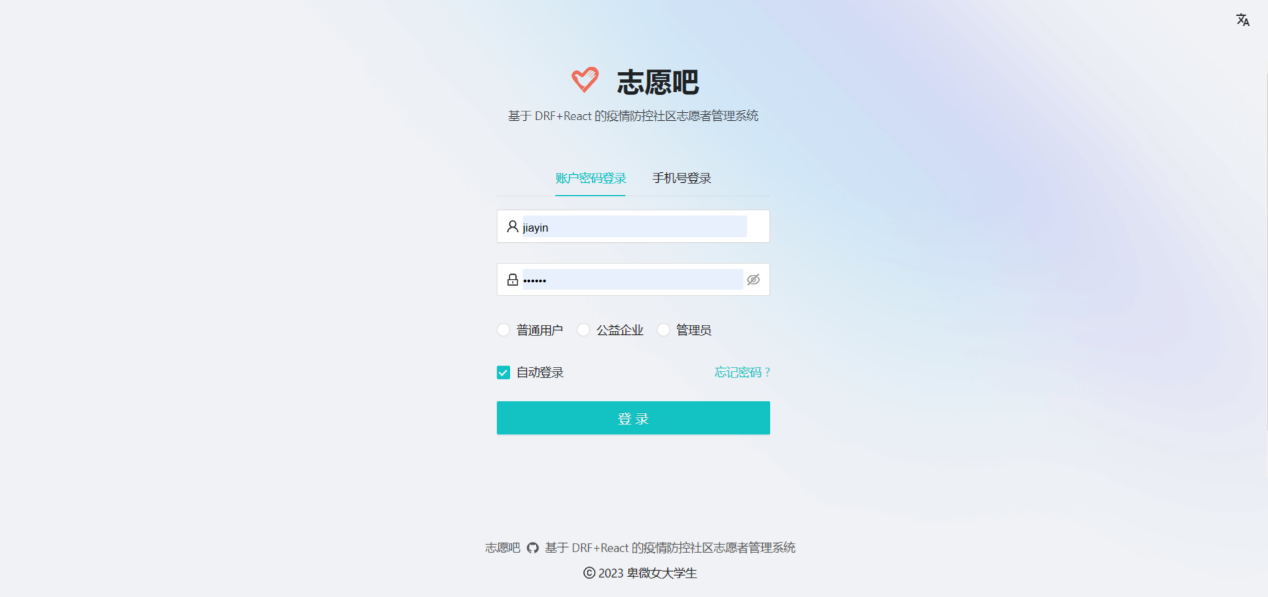 志愿吧
基于 DRF+React 的疫情防控社区志愿者管理系统
账户密码登录 手机号登录
jiayin
••••••
普通用户 公益企业 管理员
自动登录 忘记密码 ?
登 录
志愿吧 基于 DRF+React 的疫情防控社区志愿者管理系统
© 2023 卑微女大学生